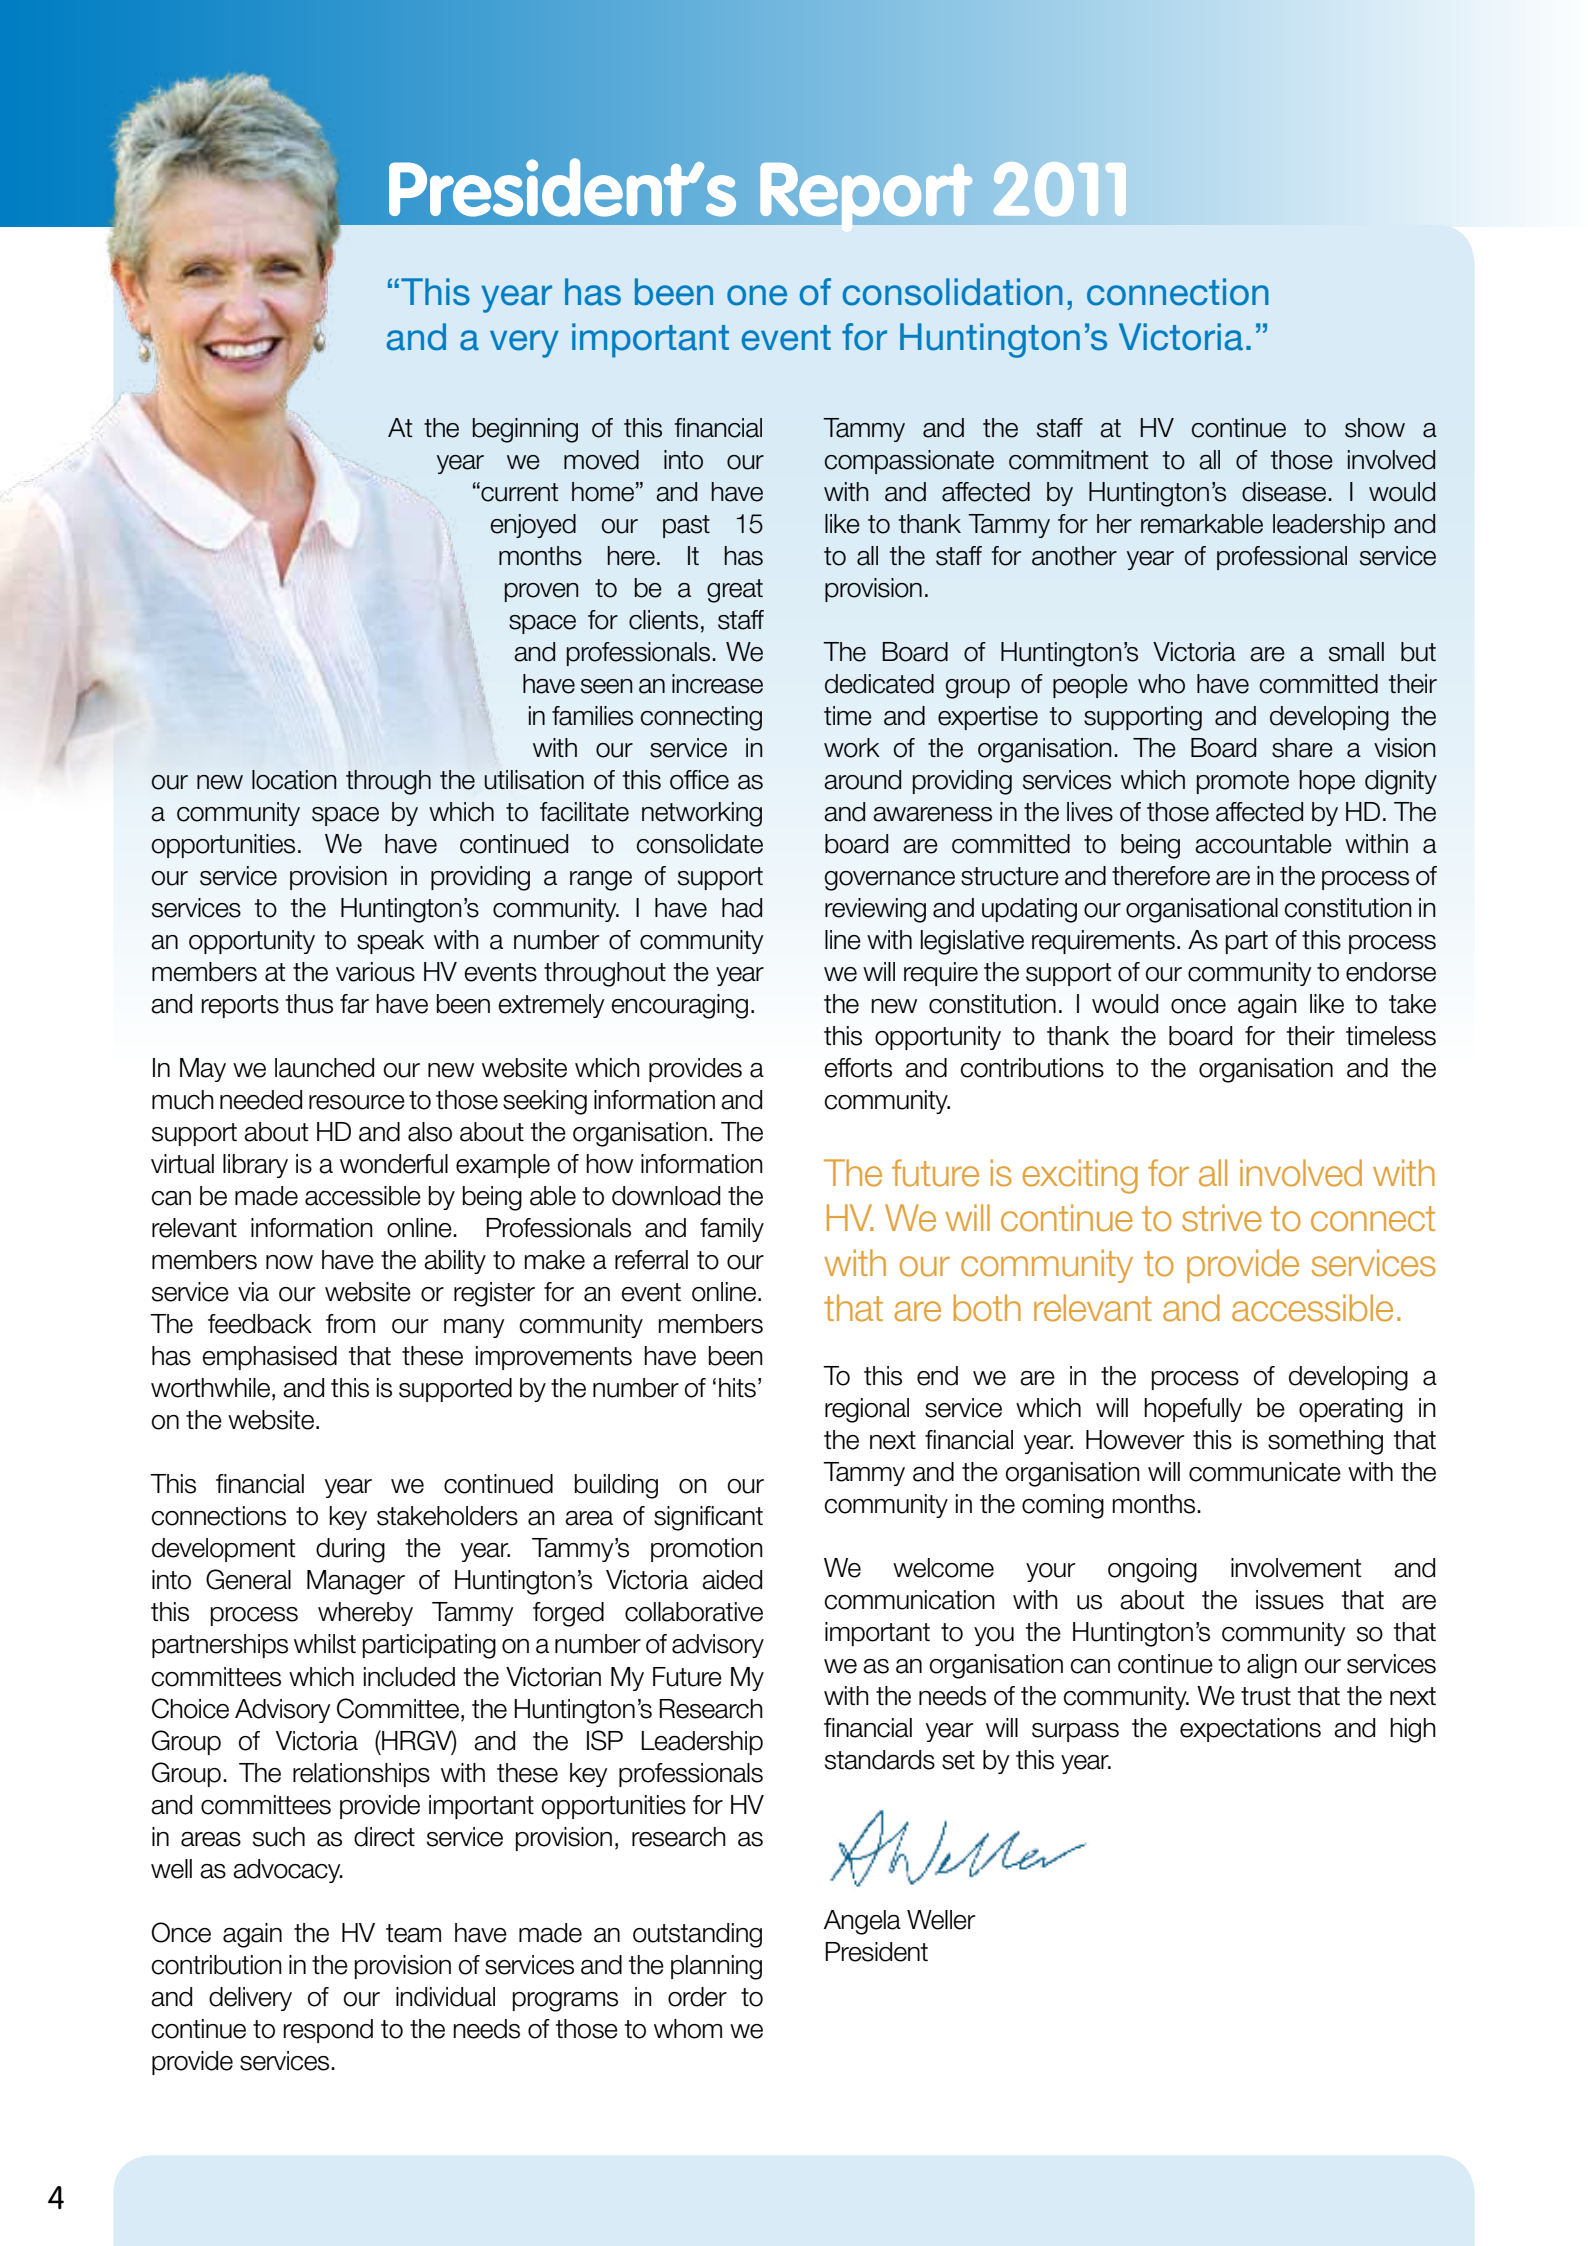 President's Report 2011
“This year has been one of consolidation, connection
and a very important event for Huntington’s Victoria.”
At the beginning of this financial
year we moved into our
“current home” and have
enjoyed our past 15
months here. It has
proven to be a great
space for clients, staff
and professionals. We
have seen an increase
in families connecting
with our service in
our new location through the utilisation of this office as
a community space by which to facilitate networking
opportunities. We have continued to consolidate
our service provision in providing a range of support
services to the Huntington’s community. I have had
an opportunity to speak with a number of community
members at the various HV events throughout the year
and reports thus far have been extremely encouraging.
In May we launched our new website which provides a
much needed resource to those seeking information and
support about HD and also about the organisation. The
virtual library is a wonderful example of how information
can be made accessible by being able to download the
relevant information online. Professionals and family
members now have the ability to make a referral to our
service via our website or register for an event online.
The feedback from our many community members
has emphasised that these improvements have been
worthwhile, and this is supported by the number of ‘hits’
on the website.
This financial year we continued building on our
connections to key stakeholders an area of significant
development during the year. Tammy’s promotion
into General Manager of Huntington’s Victoria aided
this process whereby Tammy forged collaborative
partnerships whilst participating on a number of advisory
committees which included the Victorian My Future My
Choice Advisory Committee, the Huntington’s Research
Group of Victoria (HRGV) and the ISP Leadership
Group. The relationships with these key professionals
and committees provide important opportunities for HV
in areas such as direct service provision, research as
well as advocacy.
Once again the HV team have made an outstanding
contribution in the provision of services and the planning
and delivery of our individual programs in order to
continue to respond to the needs of those to whom we
provide services.
Tammy and the staff at HV continue to show a
compassionate commitment to all of those involved
with and affected by Huntington’s disease. I would
like to thank Tammy for her remarkable leadership and
to all the staff for another year of professional service
provision.
The Board of Huntington’s Victoria are a small but
dedicated group of people who have committed their
time and expertise to supporting and developing the
work of the organisation. The Board share a vision
around providing services which promote hope dignity
and awareness in the lives of those affected by HD. The
board are committed to being accountable within a
governance structure and therefore are in the process of
reviewing and updating our organisational constitution in
line with legislative requirements. As part of this process
we will require the support of our community to endorse
the new constitution. I would once again like to take
this opportunity to thank the board for their timeless
efforts and contributions to the organisation and the
community.
The future is exciting for all involved with
HV. We will continue to strive to connect
with our community to provide services
that are both relevant and accessible.
To this end we are in the process of developing a
regional service which will hopefully be operating in
the next financial year. However this is something that
Tammy and the organisation will communicate with the
community in the coming months.
We welcome your ongoing involvement and
communication with us about the issues that are
important to you the Huntington’s community so that
we as an organisation can continue to align our services
with the needs of the community. We trust that the next
financial year will surpass the expectations and high
standards set by this year.
AWeller
Angela Weller
President
4